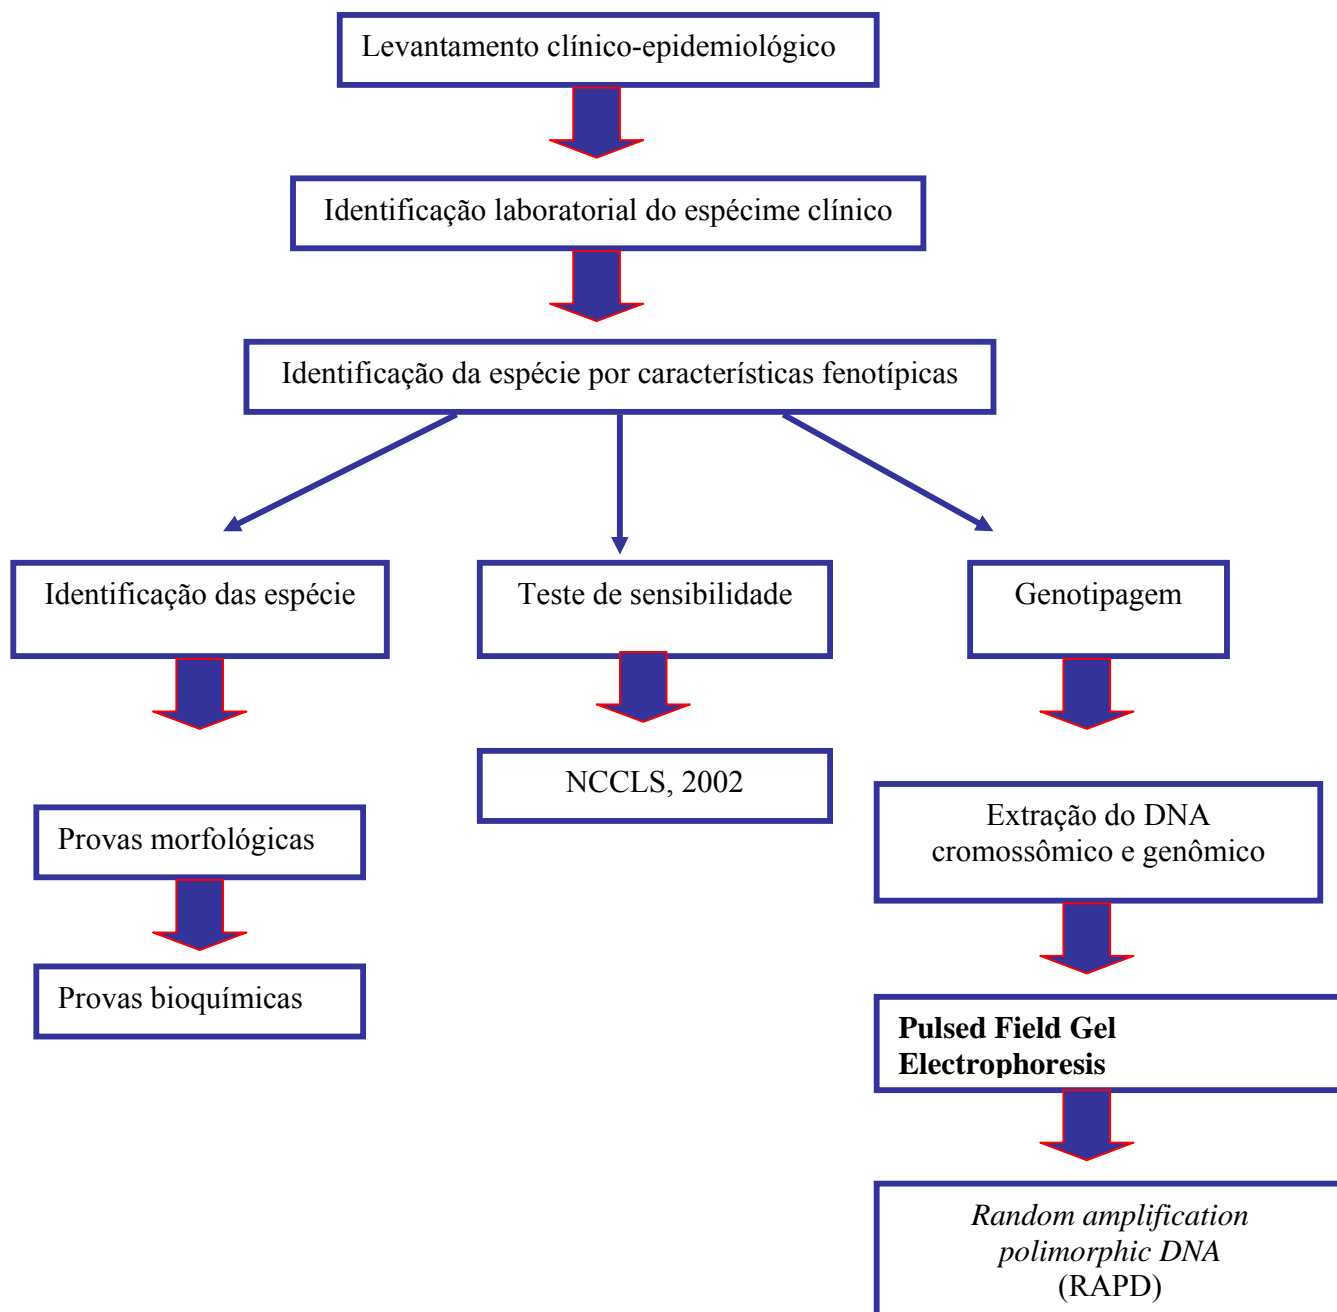 Levantamento clínico-epidemiológico
Identificação laboratorial do espécime clínico
Identificação da espécie por características fenotípicas
Identificação das espécie
Teste de sensibilidade
Genotipagem
NCCLS, 2002
Extração do DNA
cromossômico e genômico
Provas morfológicas
Provas bioquímicas
Pulsed Field Gel
Electrophoresis
Random amplification
polimorphic DNA
(RAPD)